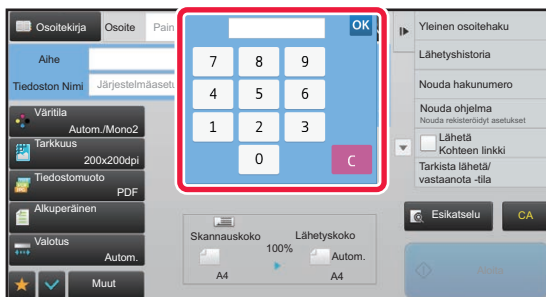 Osoitekirja
Osoite
Pain
OK
Aihe
Tiedoston Nimi
Järjestelmäasetu
7 8 9
4 5 6
1 2 3
0 C
Väritila
Autom./Mono2
Tarkkuus
200x200dpi
Tiedostomuoto
PDF
Alkuperäinen
Valotus
Autom.
Muut
Skannauskoko
100%
Lähetyskoko
Autom.
A4
A4
Yleinen osoitehaku
Lähetyshistoria
Nouda hakunumero
Nouda ohjelma
Nouda rekisteröidyt asetukset
Lähetä
Kohteen linkki
Tarkista lähetä/
vastaanota -tila
Esikatselu
CA
Aloita